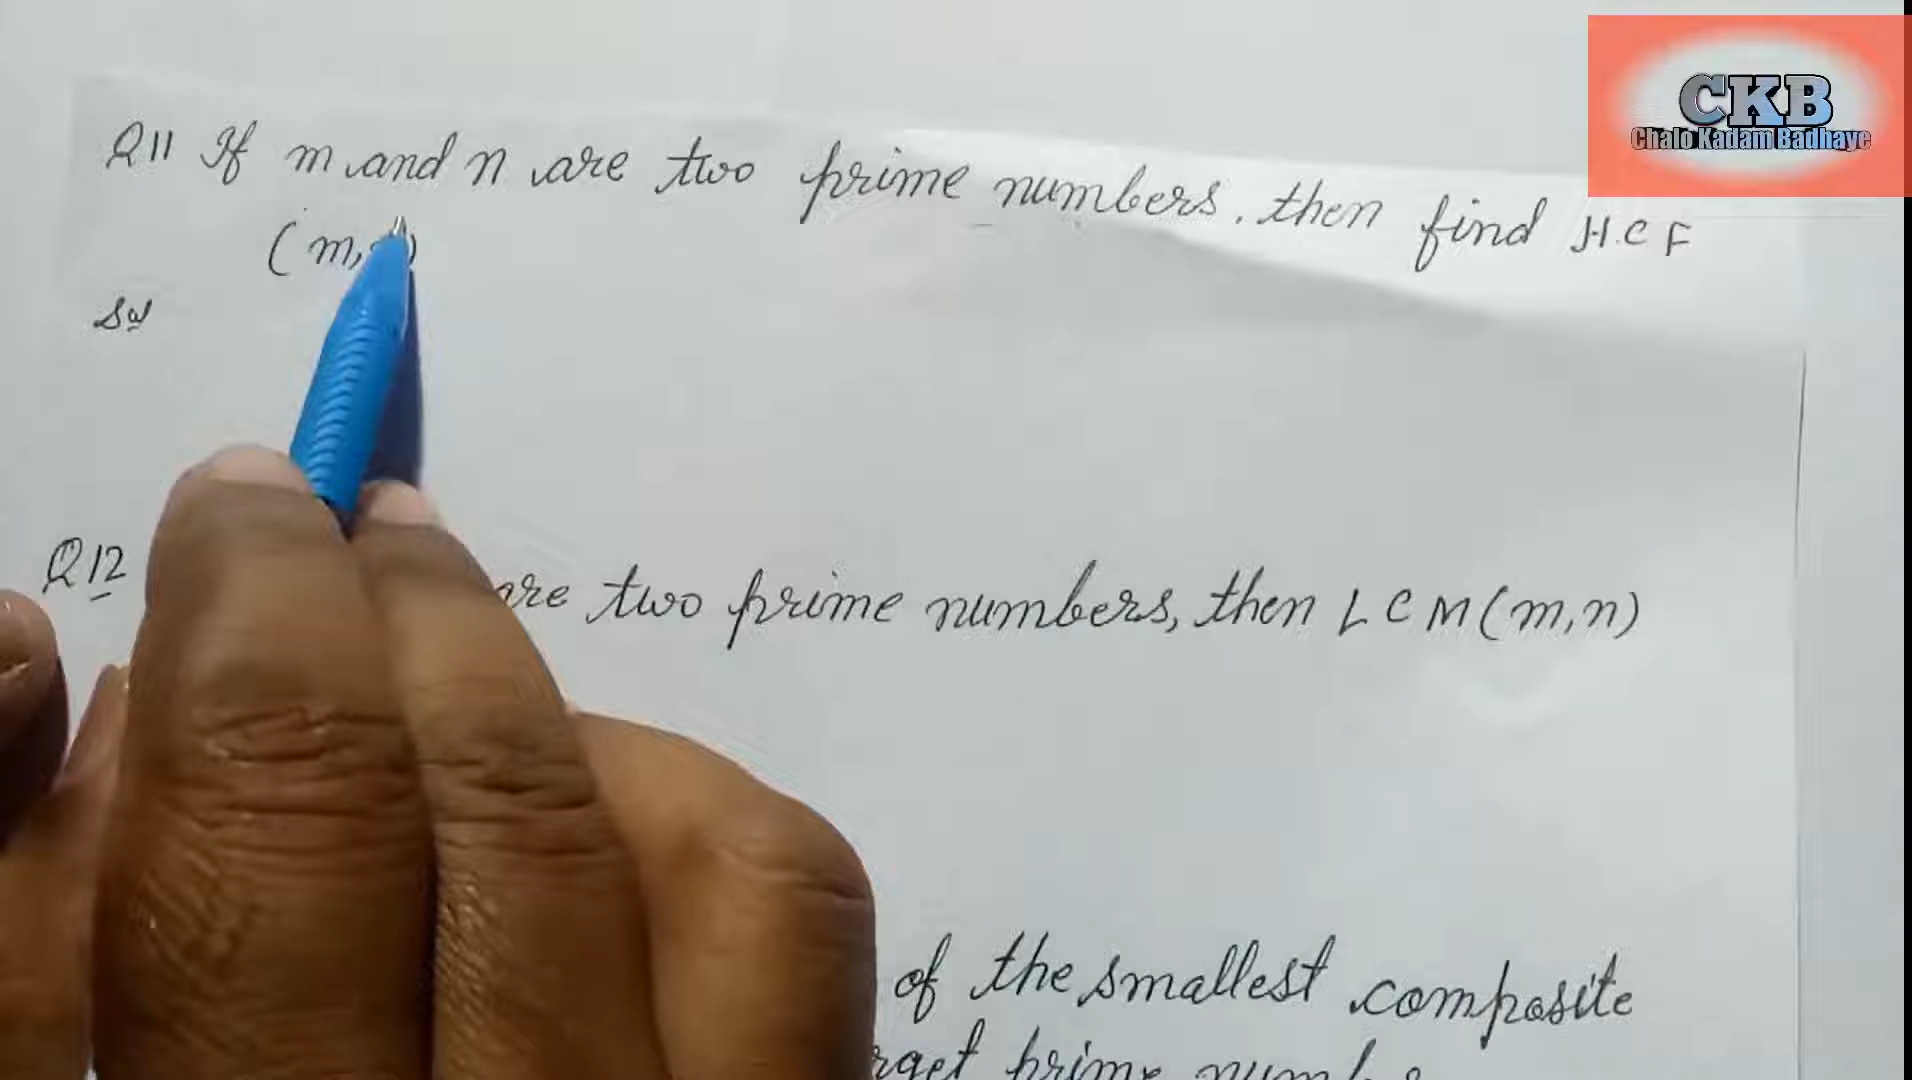 CKB
Chalo Kadam Badhaye
Q11 If m and n are two prime numbers. then find H.C F
(m,
Sol
Q12 are two prime numbers, then L C M (m,n)
of the smallest composite
prime